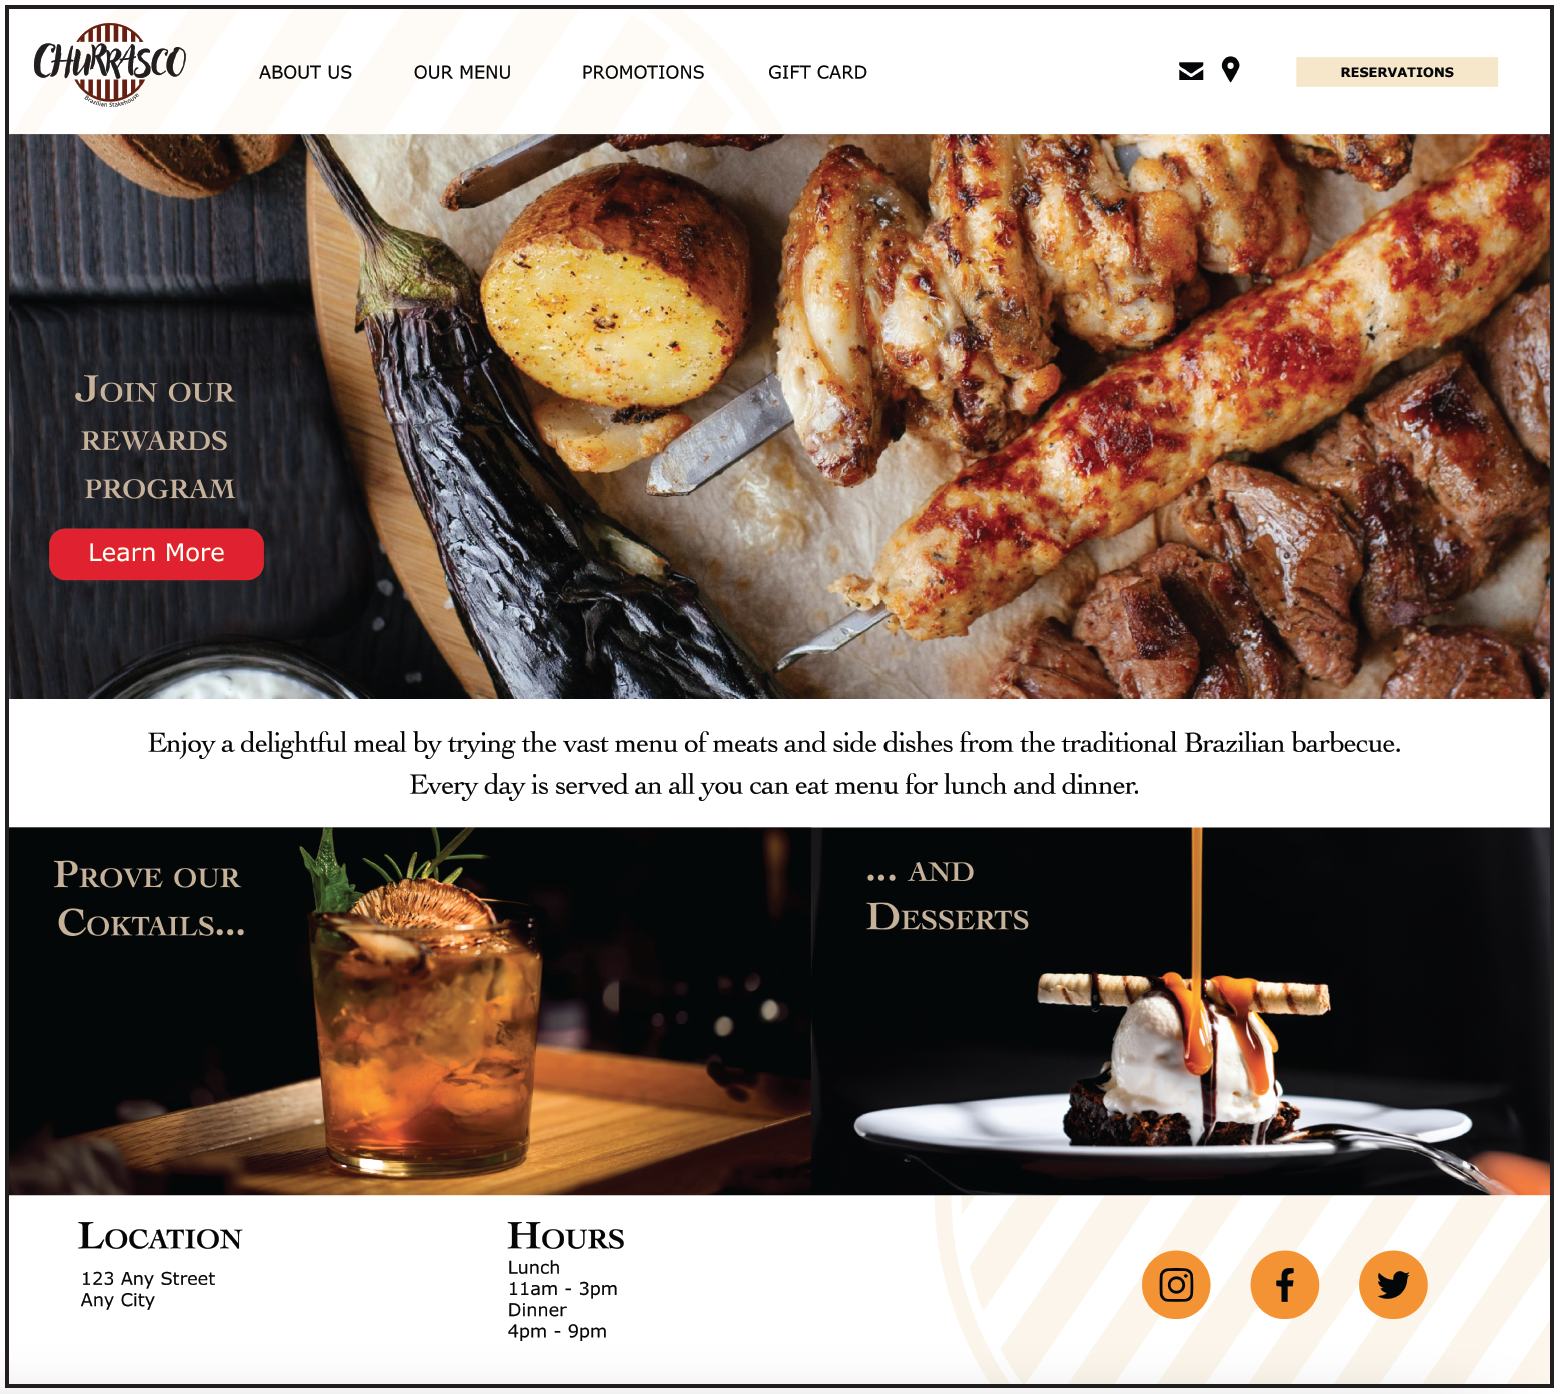 CHURRASCO
Brazilian Stakehouse
ABOUT US
OUR MENU
PROMOTIONS
GIFT CARD
RESERVATIONS
JOIN OUR
REWARDS
PROGRAM
Learn More
Enjoy a delightful meal by trying the vast menu of meats and side dishes from the traditional Brazilian barbecue.
Every day is served an all you can eat menu for lunch and dinner.
PROVE OUR
COKTAILS...
... AND
DESSERTS
LOCATION
123 Any Street
Any City
HOURS
Lunch
11am - 3pm
Dinner
4pm - 9pm